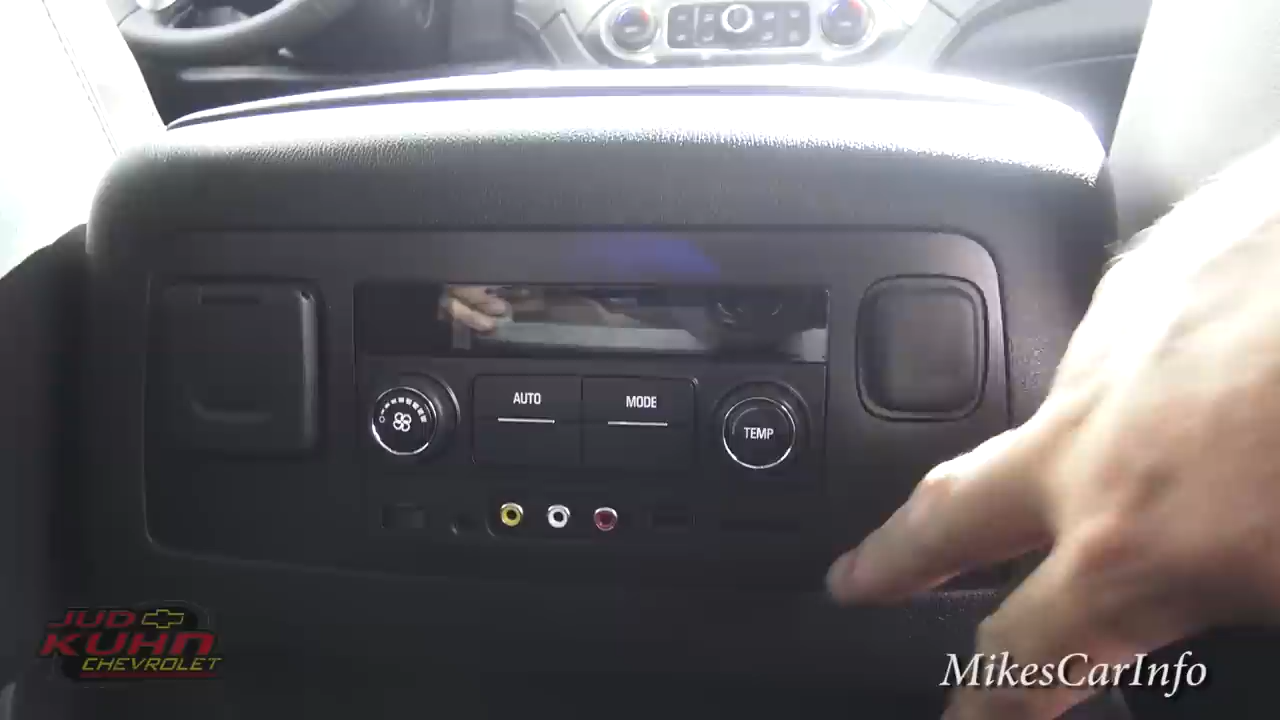 AUTO
MODE
TEMP
JUD
KUHN
CHEVROLET
MikesCarInfo